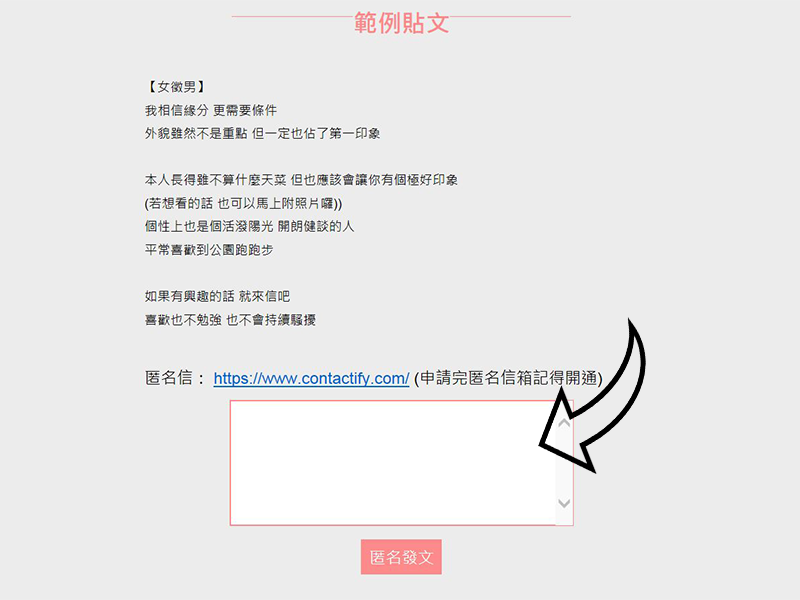 範例貼文
【女徵男】
我相信緣分 更需要條件
外貌雖然不是重點 但一定也佔了第一印象
本人長得雖不算什麼天菜 但也應該會讓你有個極好印象
(若想看的話 也可以馬上附照片囉))
個性上也是個活潑陽光 開朗健談的人
平常喜歡到公園跑跑步
如果有興趣的話 就來信吧
喜歡也不勉強 也不會持續騷擾
匿名信： https://www.contactify.com/ (申請完匿名信箱記得開通)
匿名發文